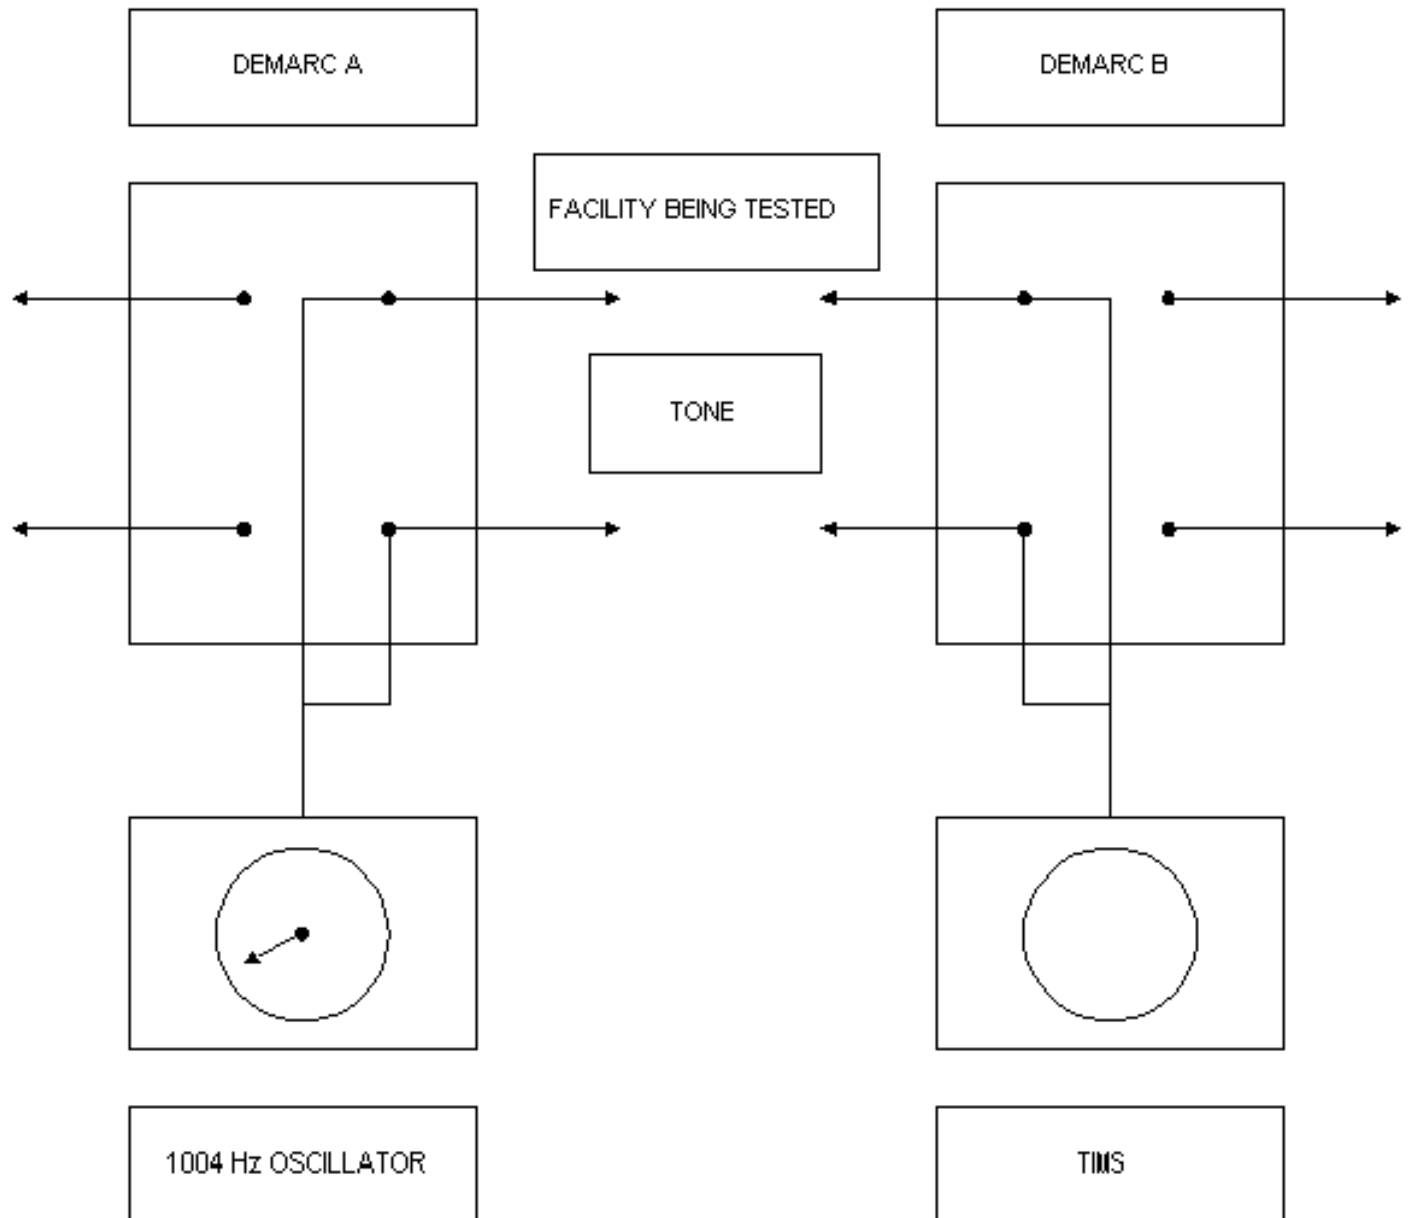 DEMARC A
DEMARC B
FACILITY BEING TESTED
TONE
1004 Hz OSCILLATOR
TIMS